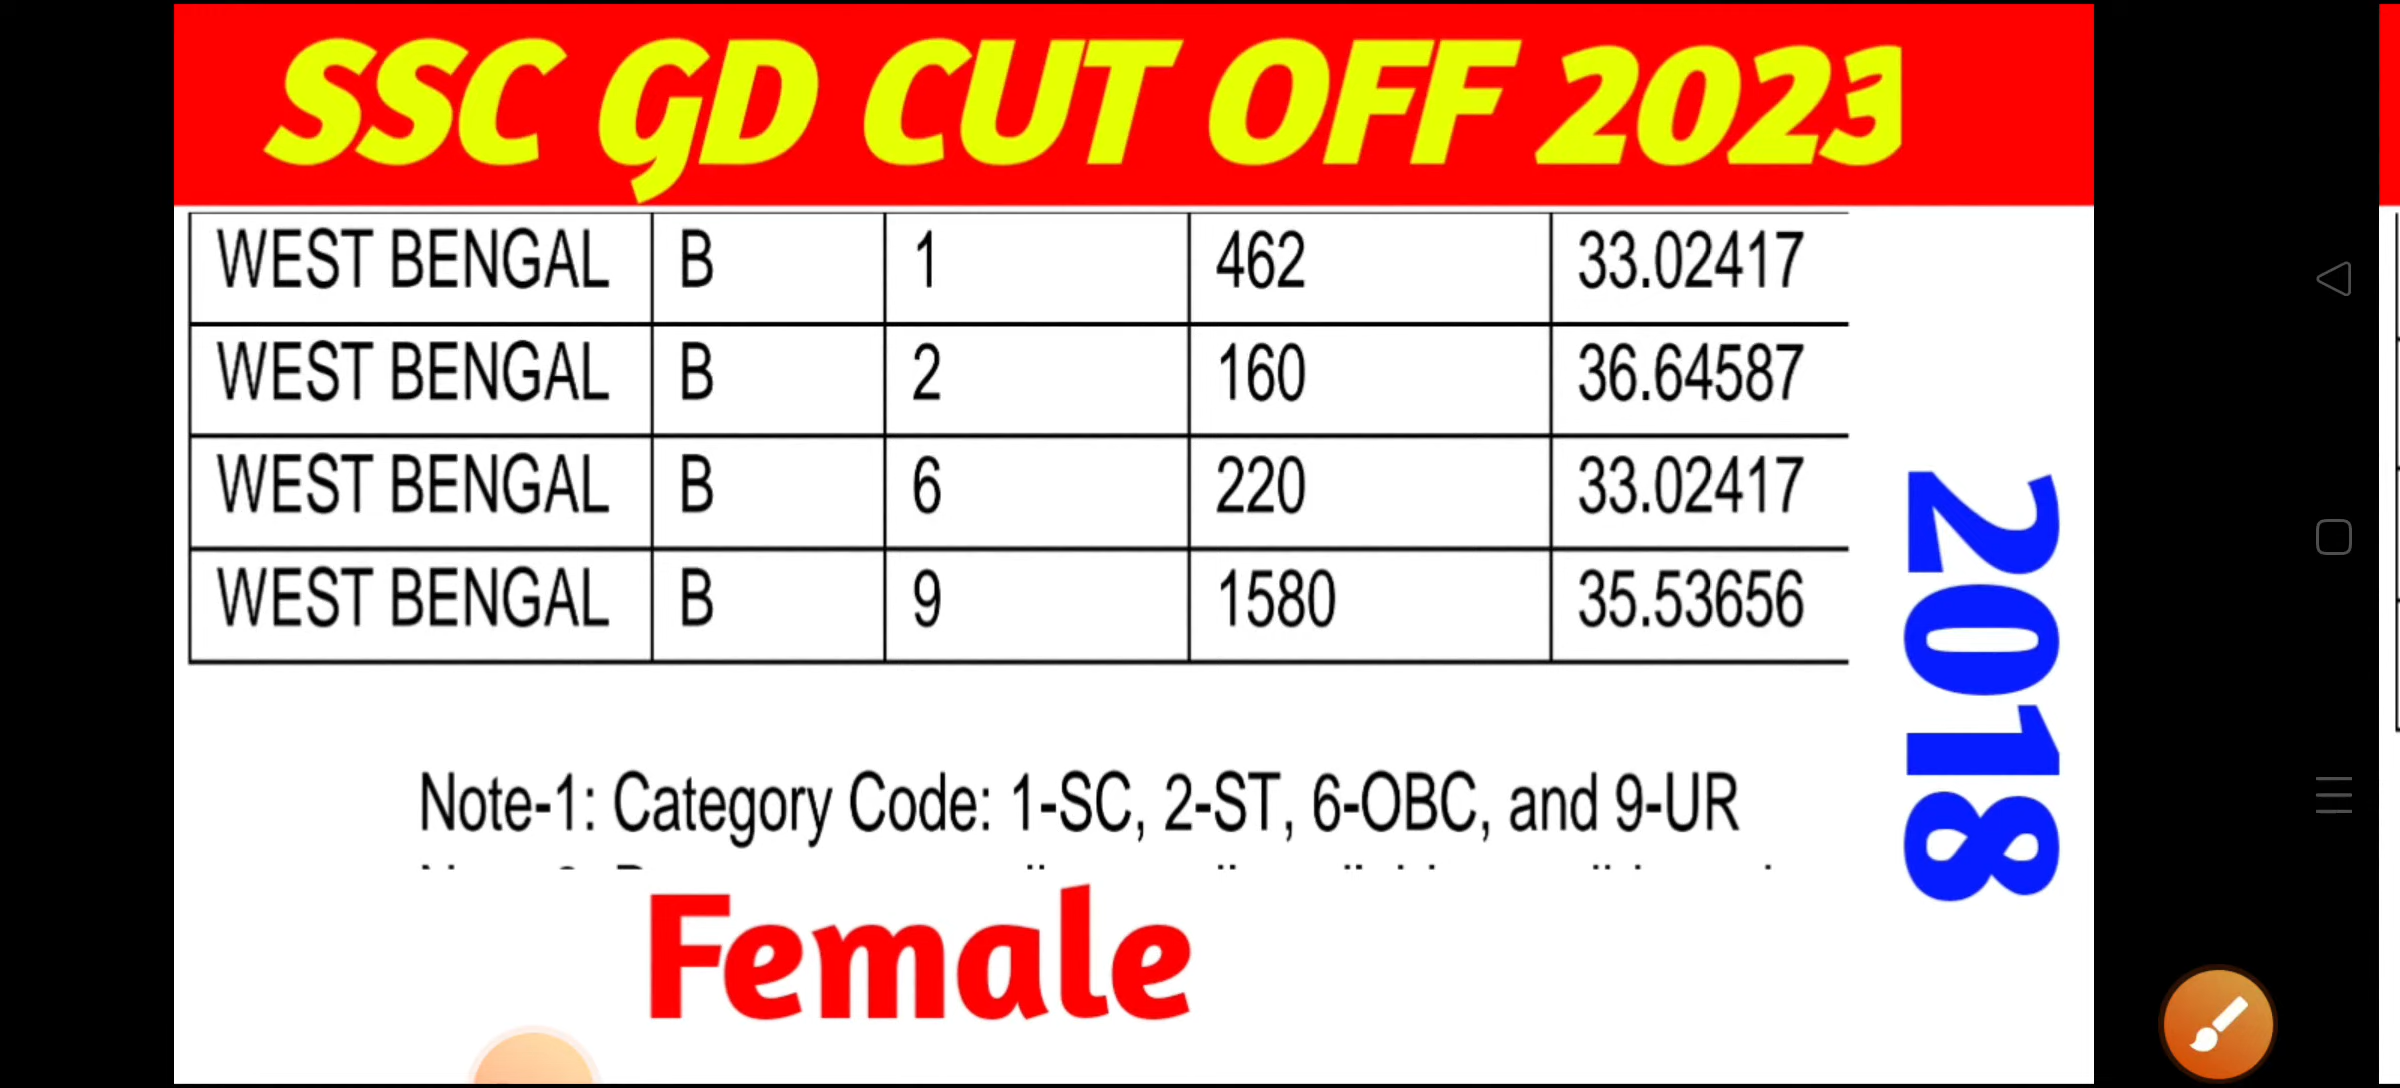 SSC GD CUT OFF 2023
WEST BENGAL B 1 462 33.02417
WEST BENGAL B 2 160 36.64587
WEST BENGAL B 6 220 33.02417
WEST BENGAL B 9 1580 35.53656
2018
Note-1: Category Code: 1-SC, 2-ST, 6-OBC, and 9-UR
Female